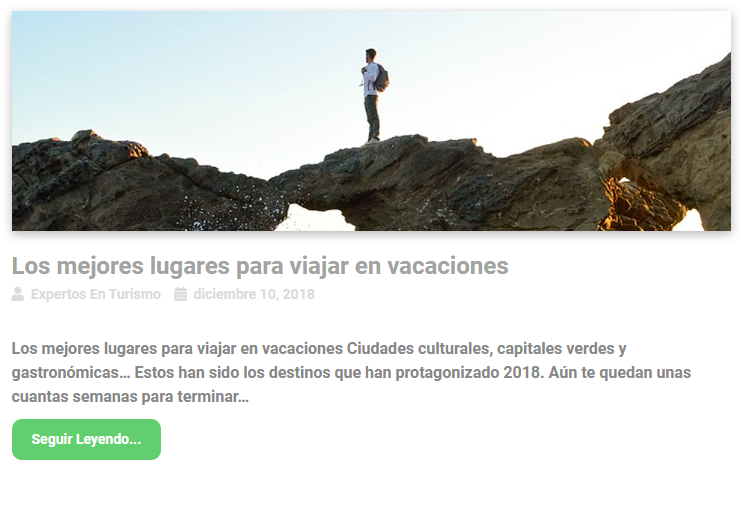 Los mejores lugares para viajar en vacaciones
Expertos En Turismo diciembre 10, 2018
Los mejores lugares para viajar en vacaciones Ciudades culturales, capitales verdes y
gastronómicas… Estos han sido los destinos que han protagonizado 2018. Aún te quedan unas
cuantas semanas para terminar…
Seguir Leyendo...